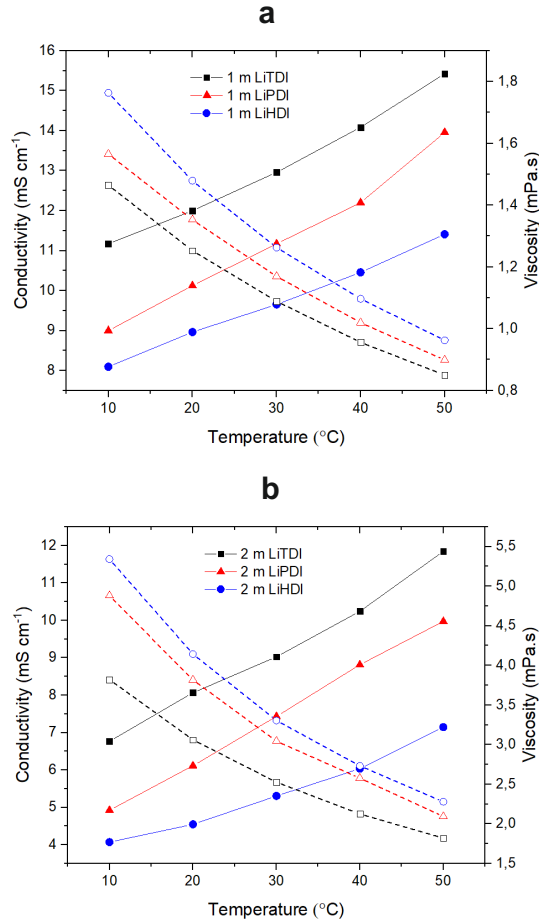 a
16
15
14
13
12
11
10
9
8
Conductivity (mS cm⁻¹)
1 m LiTDI
1 m LiPDI
1 m LiHDI
1,8
1,6
1,4
1,2
1,0
0,8
Viscosity (mPa.s)
10 20 30 40 50
Temperature (°C)
b
12
11
10
9
8
7
6
5
4
Conductivity (mS cm⁻¹)
2 m LiTDI
2 m LiPDI
2 m LiHDI
5,5
5,0
4,5
4,0
3,5
3,0
2,5
2,0
1,5
Viscosity (mPa.s)
10 20 30 40 50
Temperature (°C)